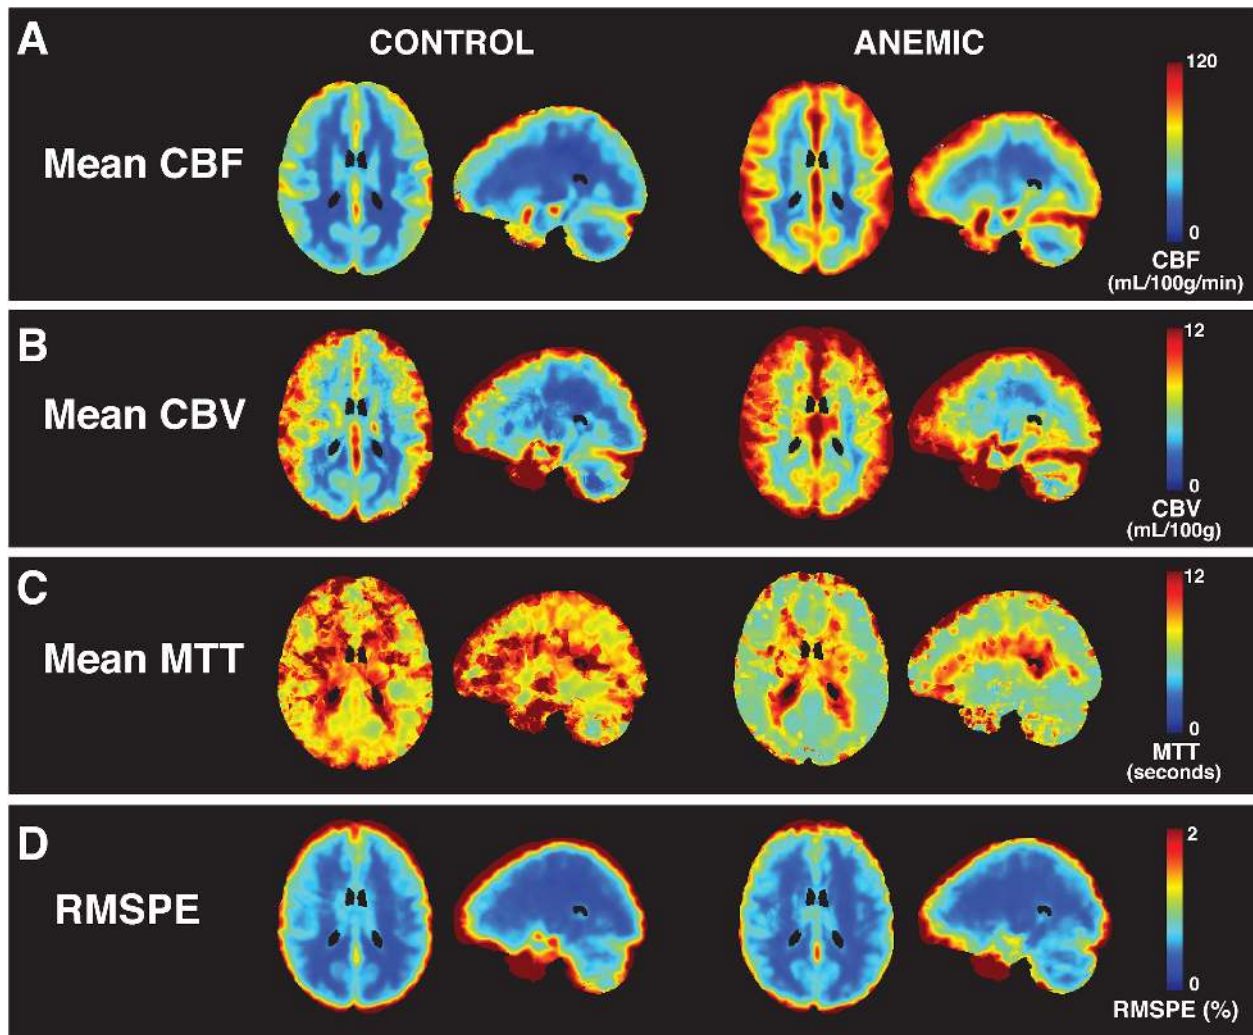 A
CONTROL
ANEMIC
Mean CBF
120
0
CBF
(mL/100g/min)
B
Mean CBV
12
0
CBV
(mL/100g)
C
Mean MTT
12
0
MTT
(seconds)
D
RMSPE
2
0
RMSPE (%)